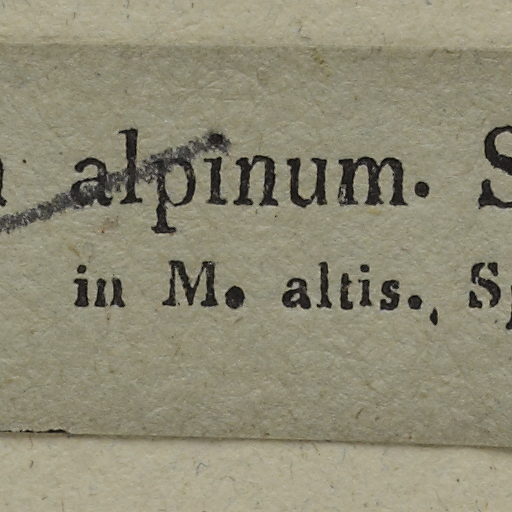 alpinum. S
in M. altis., S